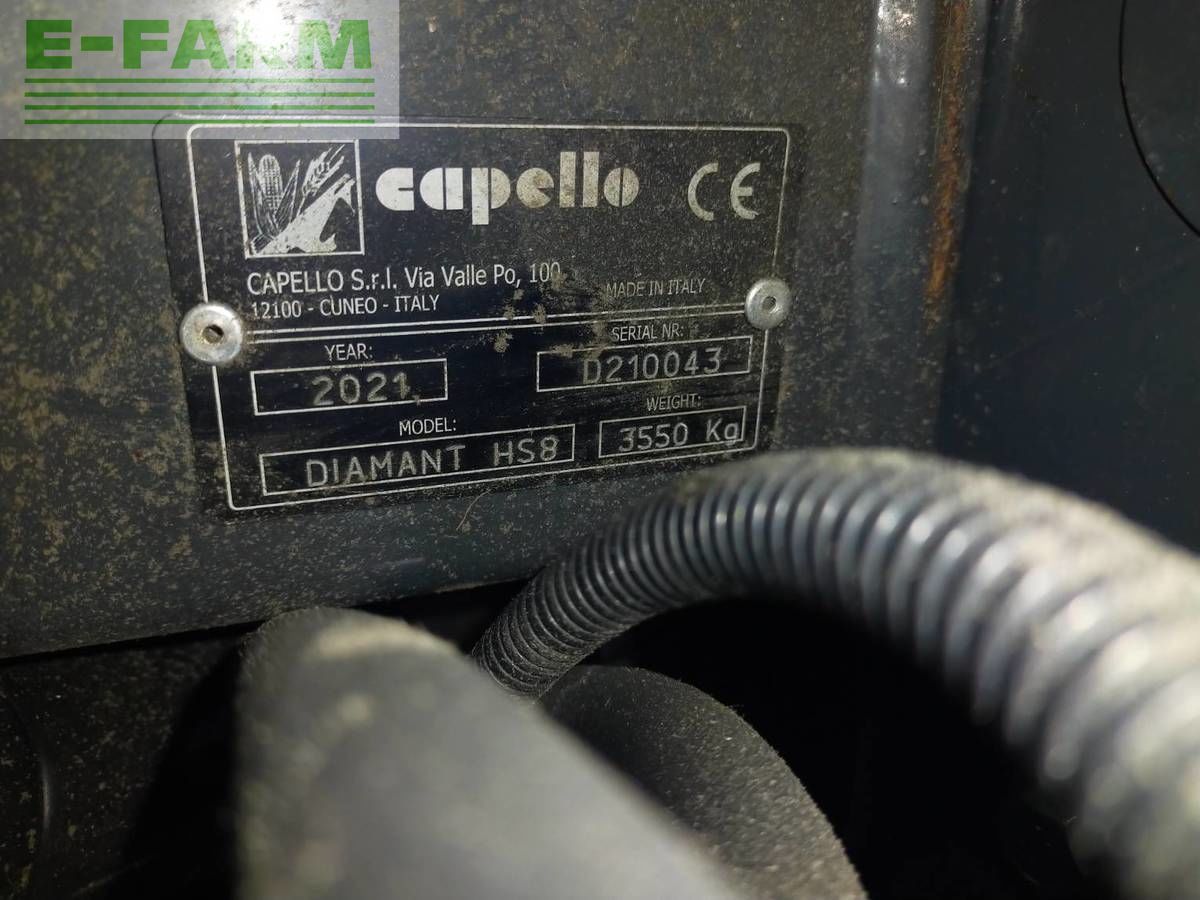 E-FARM
capello CE
CAPELLO S.r.l. Via Valle Po, 100
12100 - CUNEO - ITALY
MADE IN ITALY
YEAR:
2021
SERIAL NR:
D210043
MODEL:
DIAMANT HS8
WEIGHT:
3550 Kg